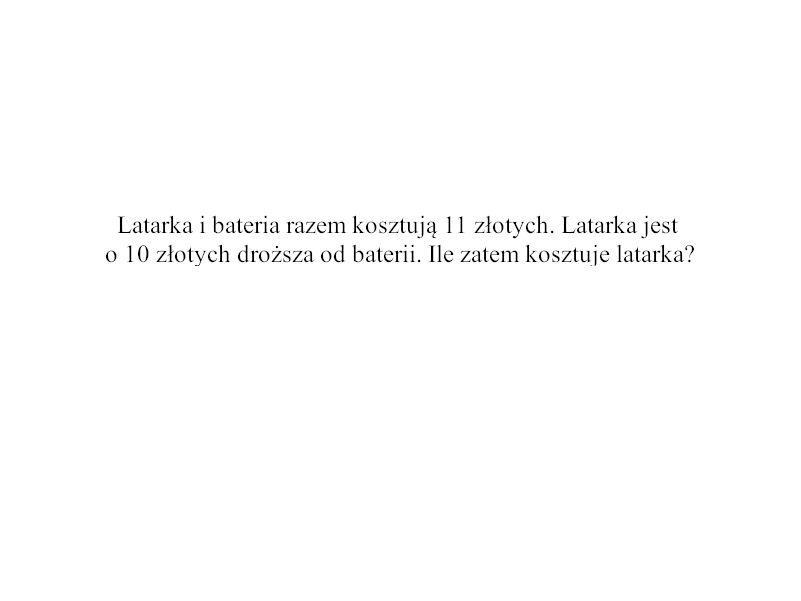 Latarka i bateria razem kosztują 11 złotych. Latarka jest
o 10 złotych droższa od baterii. Ile zatem kosztuje latarka?